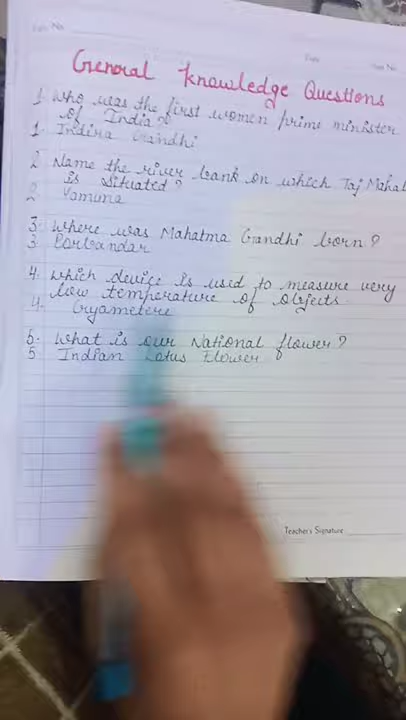 Date
General Knowledge Questions
1. Who was the first women prime minister
of India?
1. Indira Gandhi
2 Name the river bank on which Taj Mahal
is situated?
2 Yamuna
3. Where was Mahatma Gandhi born?
3 Porbandar
4. Which device is used to measure very
low temperature of objects.
4. Cryometere
5. What is our National flower?
5 Indian Lotus Flower
Teacher's Signature